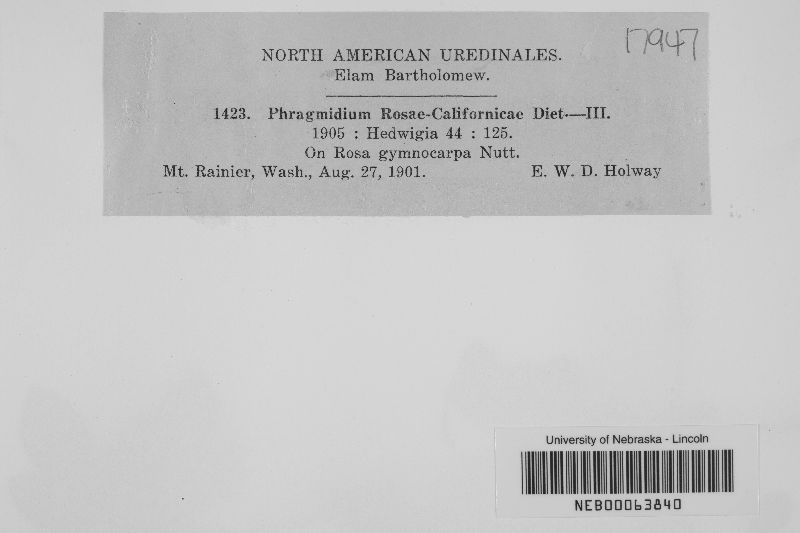 17947
NORTH AMERICAN UREDINALES.
Elam Bartholomew.
1423. Phragmidium Rosae-Californicae Diet.—III.
1905 : Hedwigia 44 : 125.
On Rosa gymnocarpa Nutt.
Mt. Rainier, Wash., Aug. 27, 1901. E. W. D. Holway
University of Nebraska - Lincoln
NEB00063840